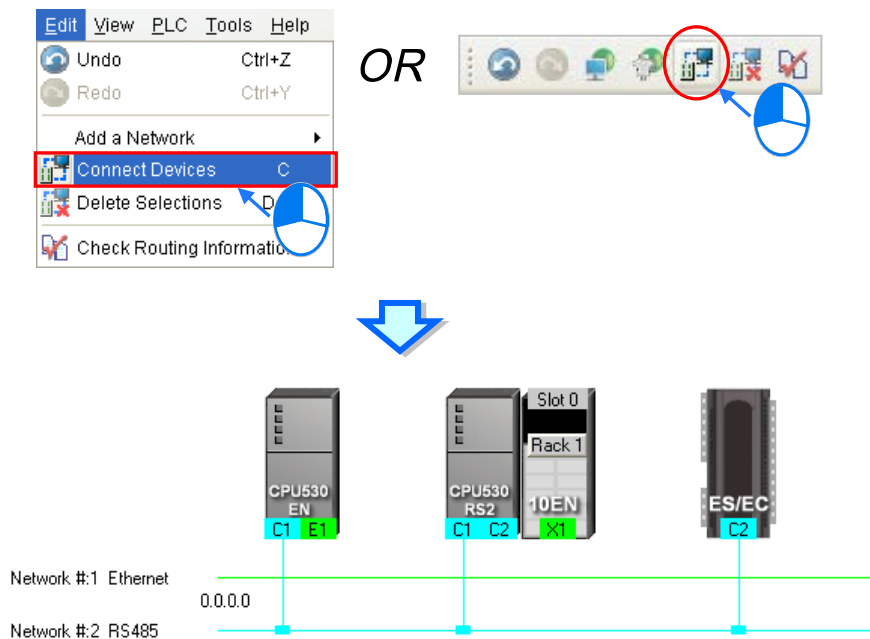 Edit View PLC Tools Help
Undo Ctrl+Z
Redo Ctrl+Y
Add a Network
Connect Devices C
Delete Selections
Check Routing Information
OR
Slot 0
Rack 1
CPU530
EN
C1 E1
CPU530
RS2
C1 C2
10EN
X1
ES/EC
C2
Network #:1 Ethernet
0.0.0.0
Network #:2 RS485